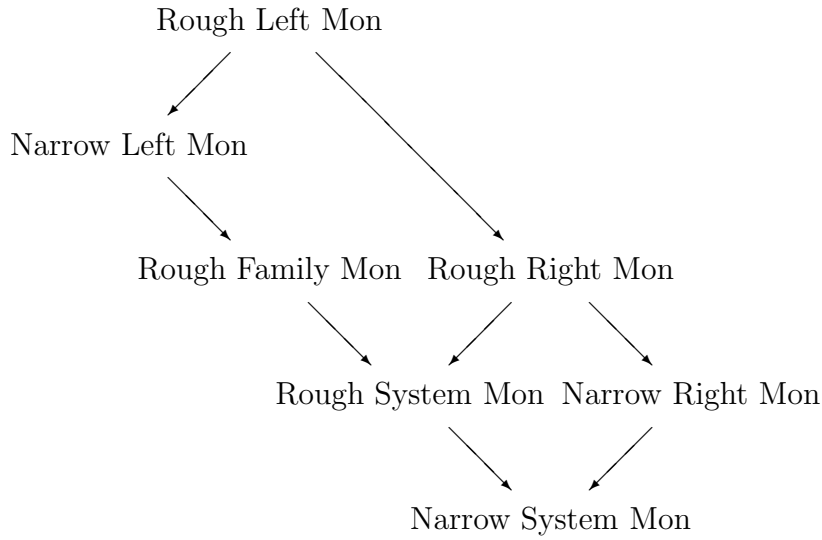 Rough Left Mon
Narrow Left Mon
Rough Family Mon Rough Right Mon
Rough System Mon Narrow Right Mon
Narrow System Mon